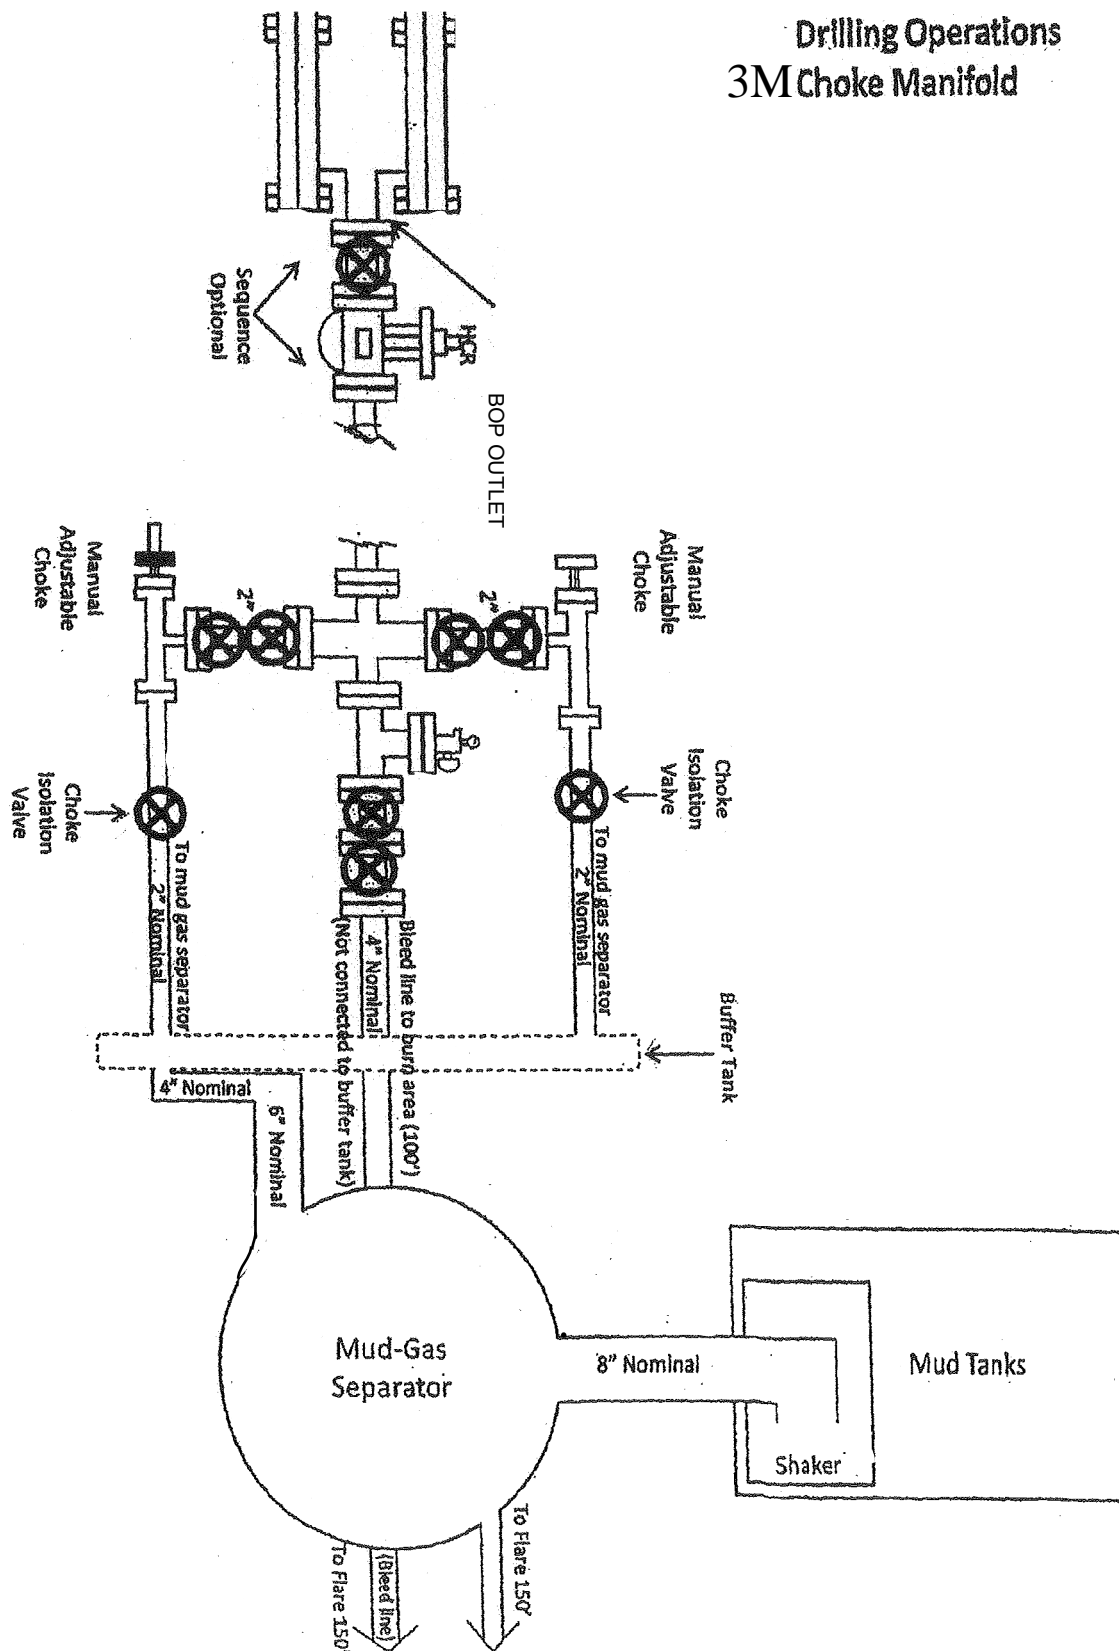 Drilling Operations
3M Choke Manifold
HCR
Sequence
Optional
BOP OUTLET
Manual
Adjustable
Choke
2"
2"
Manual
Adjustable
Choke
Choke
Isolation
Valve
Choke
Isolation
Valve
To mud gas separator
2" Nominal
Bleed line to burn area (100')
4" Nominal
(Not connected to buffer tank)
To mud gas separator
2" Nominal
Buffer Tank
4" Nominal
6" Nominal
Mud-Gas
Separator
8" Nominal
Mud Tanks
Shaker
To Flare 150'
(Bleed line)
To Flare 150'